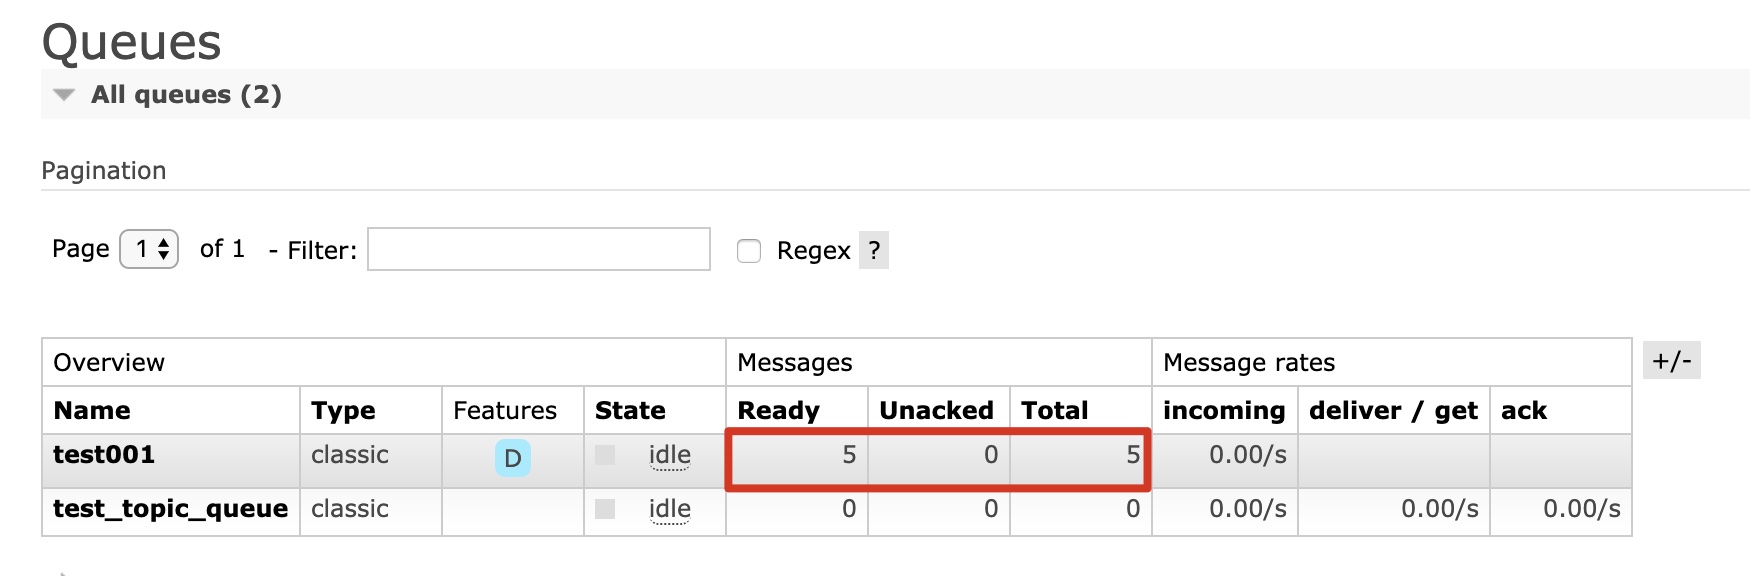 Queues
All queues (2)
Pagination
Page 1 of 1 - Filter: Regex ?
Overview Messages Message rates +/-
Name Type Features State Ready Unacked Total incoming deliver / get ack
test001 classic D idle 5 0 5 0.00/s
test_topic_queue classic idle 0 0 0 0.00/s 0.00/s 0.00/s